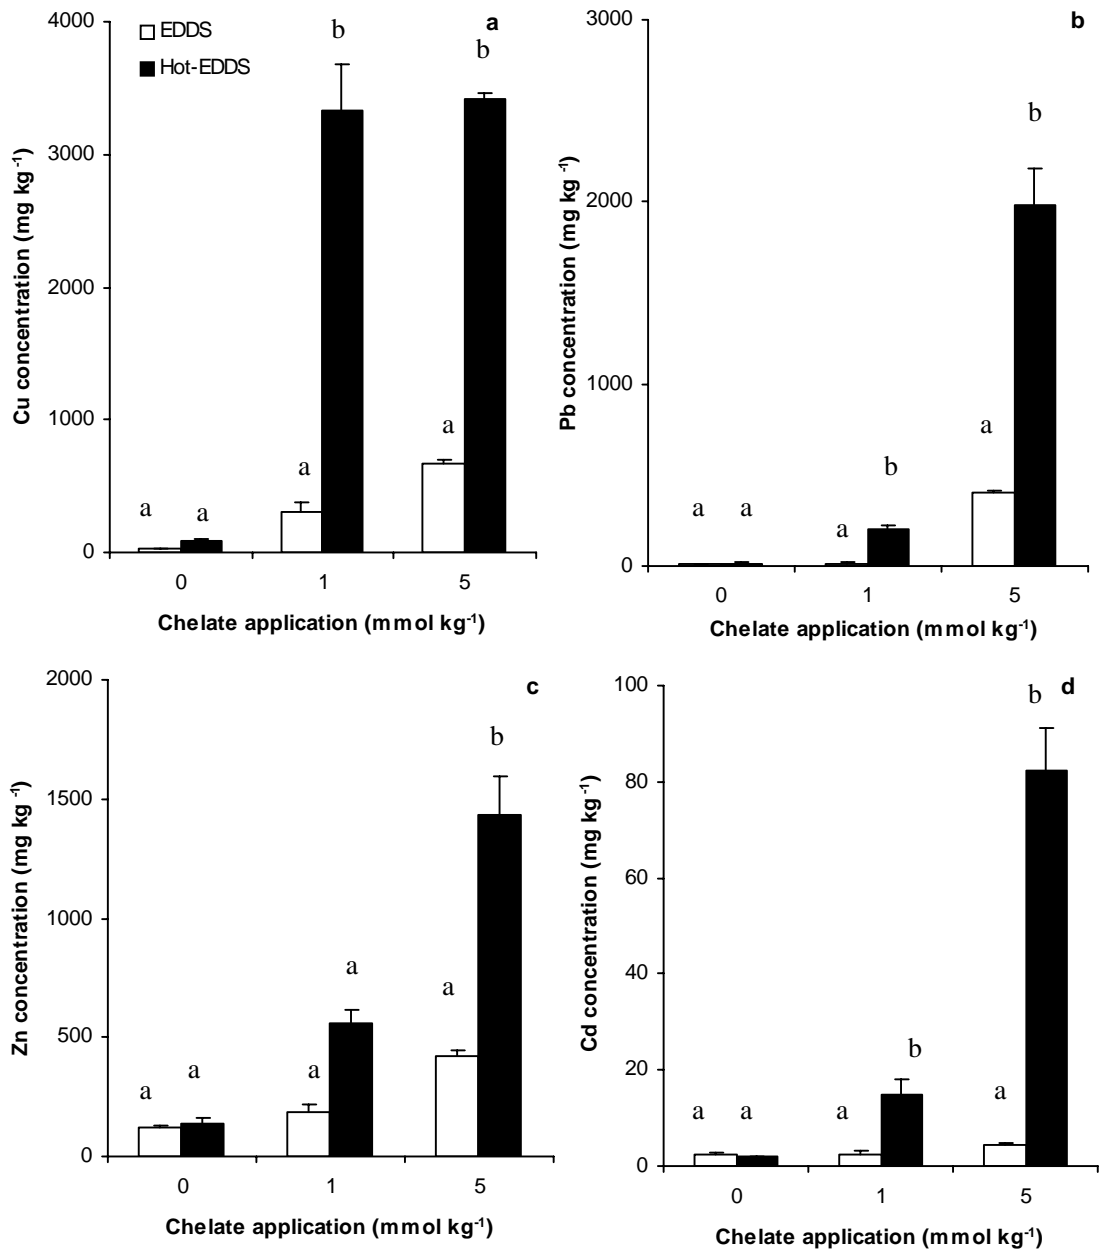 a
EDDS
Hot-EDDS
Cu concentration (mg kg⁻¹)
4000
3000
2000
1000
0
a a
a b
a b
0 1 5
Chelate application (mmol kg⁻¹)
b
Pb concentration (mg kg⁻¹)
3000
2000
1000
0
a a
a b
a b
0 1 5
Chelate application (mmol kg⁻¹)
c
Zn concentration (mg kg⁻¹)
2000
1500
1000
500
0
a a
a a
a b
0 1 5
Chelate application (mmol kg⁻¹)
d
Cd concentration (mg kg⁻¹)
100
80
60
40
20
0
a a
a b
a b
0 1 5
Chelate application (mmol kg⁻¹)